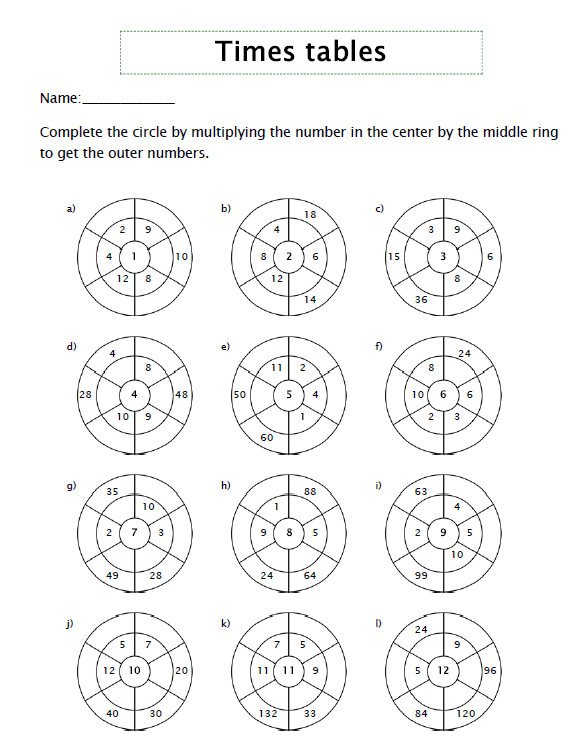 Times tables
Name:______________
Complete the circle by multiplying the number in the center by the middle ring
to get the outer numbers.
a) b) c)
18
2 9 4 3 9
4 1 10 8 2 6 15 3 6
12 8 12 8
14 36
d) e) f)
4 24
8 11 2 8
28 4 48 50 5 4 10 6 6
10 9 1 2 3
60
g) h) i)
35 88 63
10 1 4
2 7 3 9 8 5 2 9 5
10
49 28 24 64 99
j) k) l)
24
5 7 7 5 9
12 10 20 11 11 9 5 12 96
40 30 132 33 84 120